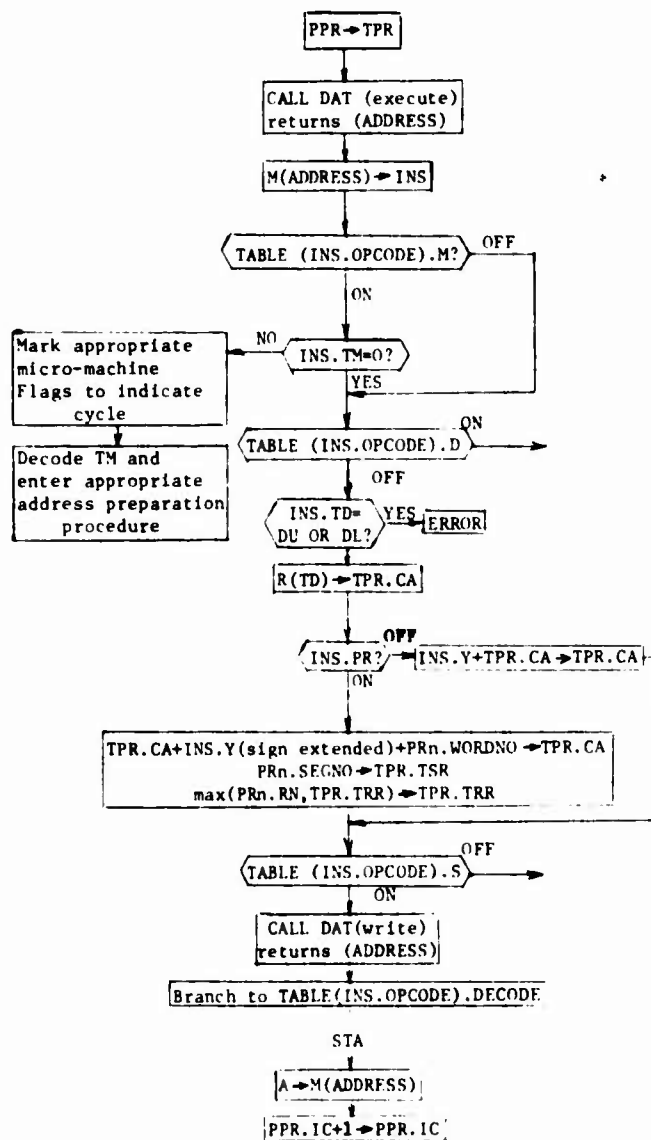 PPR→TPR
CALL DAT (execute)
returns (ADDRESS)
M(ADDRESS)→INS
TABLE (INS.OPCODE).M?
OFF
ON
INS.TM=0?
NO
YES
Mark appropriate
micro-machine
Flags to indicate
cycle
Decode TM and
enter appropriate
address preparation
procedure
TABLE (INS.OPCODE).D
ON
OFF
INS.TD=
DU OR DL?
YES
ERROR
R(TD)→TPR.CA
INS.PR?
OFF
INS.Y+TPR.CA→TPR.CA
ON
TPR.CA+INS.Y(sign extended)+PRn.WORDNO→TPR.CA
PRn.SEGNO→TPR.TSR
max(PRn.RN,TPR.TRR)→TPR.TRR
TABLE (INS.OPCODE).S
OFF
ON
CALL DAT(write)
returns (ADDRESS)
Branch to TABLE(INS.OPCODE).DECODE
STA
A→M(ADDRESS)
PPR.IC+1→PPR.IC